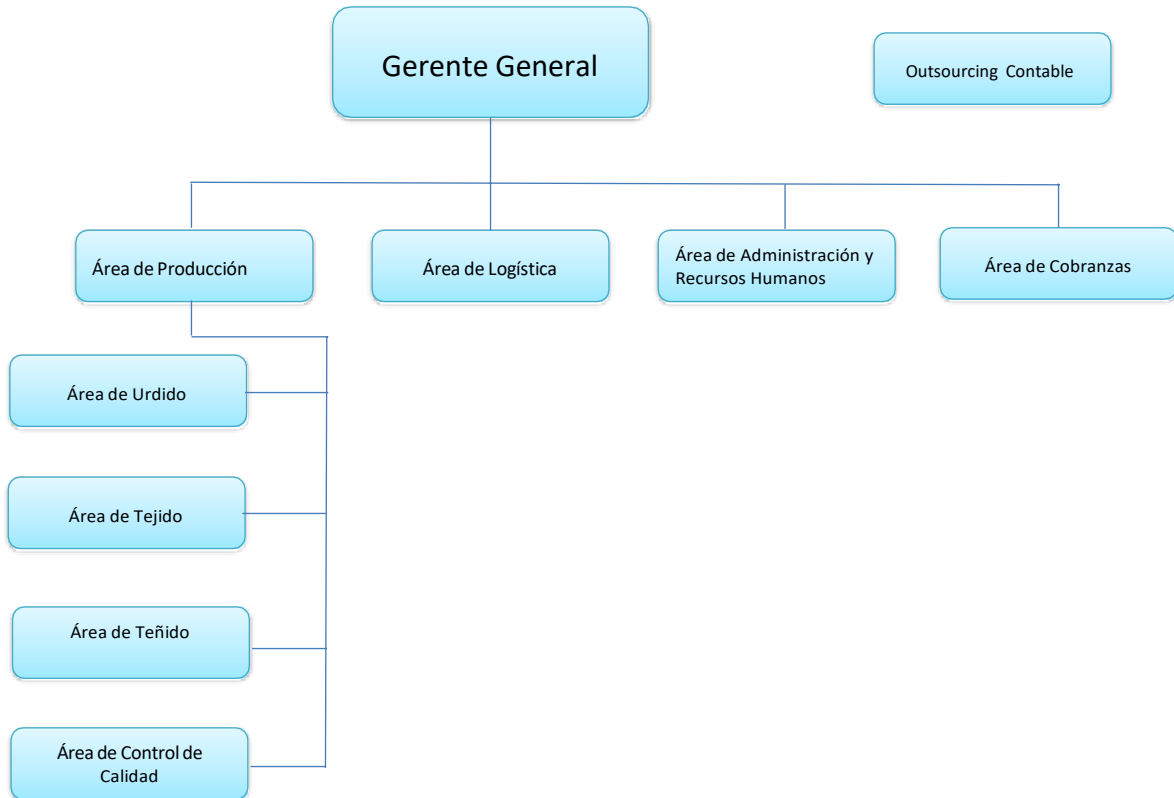 Gerente General
Outsourcing Contable
Área de Producción
Área de Logística
Área de Administración y
Recursos Humanos
Área de Cobranzas
Área de Urdido
Área de Tejido
Área de Teñido
Área de Control de
Calidad